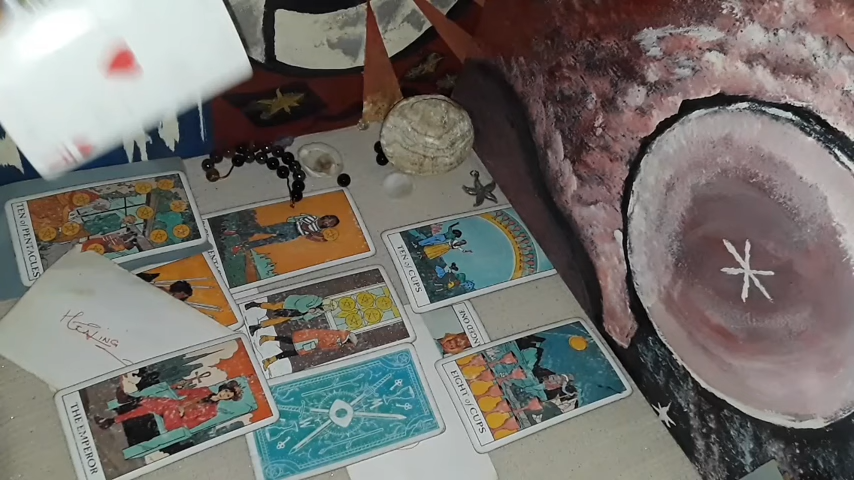 TEN OF PENTACLES
TEN of CUPS
Healing
EIGHT of CUPS
THE EMPEROR